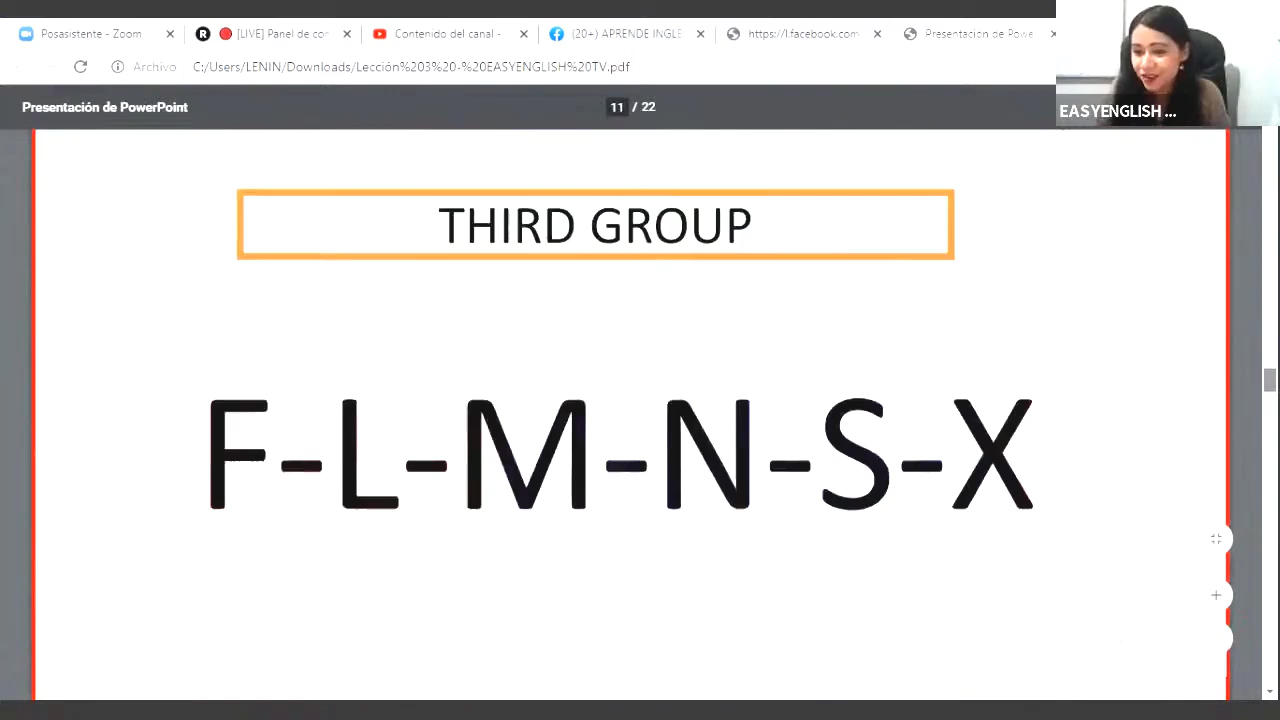 Posasistente - Zoom
[LIVE] Panel de cor
Contenido del canal -
(20+) APRENDE INGLE
https://l.facebook.com
Presentación de Powe
Archivo
C:/Users/LENIN/Downloads/Lección%203%20-%20EASYENGLISH%20TV.pdf
Presentación de PowerPoint
11 / 22
EASYENGLISH ...
THIRD GROUP
F-L-M-N-S-X